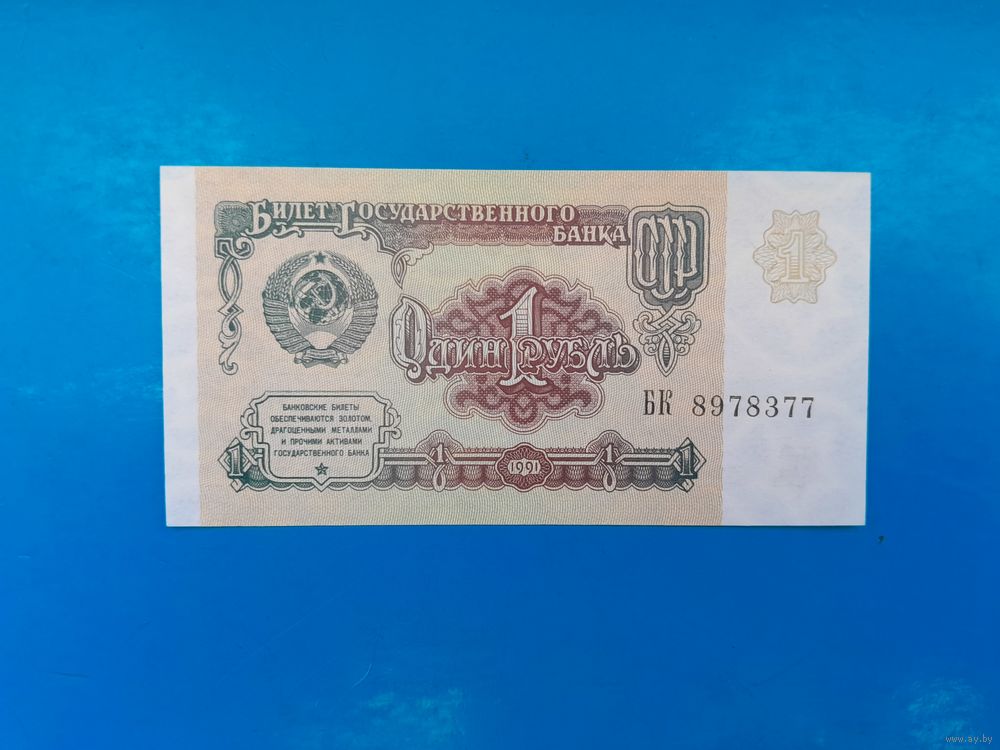 БИЛЕТ ГОСУДАРСТВЕННОГО
БАНКА СССР
1
ОДИН 1 РУБЛЬ
БК 8978377
БАНКОВСКИЕ БИЛЕТЫ
ОБЕСПЕЧИВАЮТСЯ ЗОЛОТОМ,
ДРАГОЦЕННЫМИ МЕТАЛЛАМИ
И ПРОЧИМИ АКТИВАМИ
ГОСУДАРСТВЕННОГО БАНКА
1 1 1991 1 1
www.ay.by